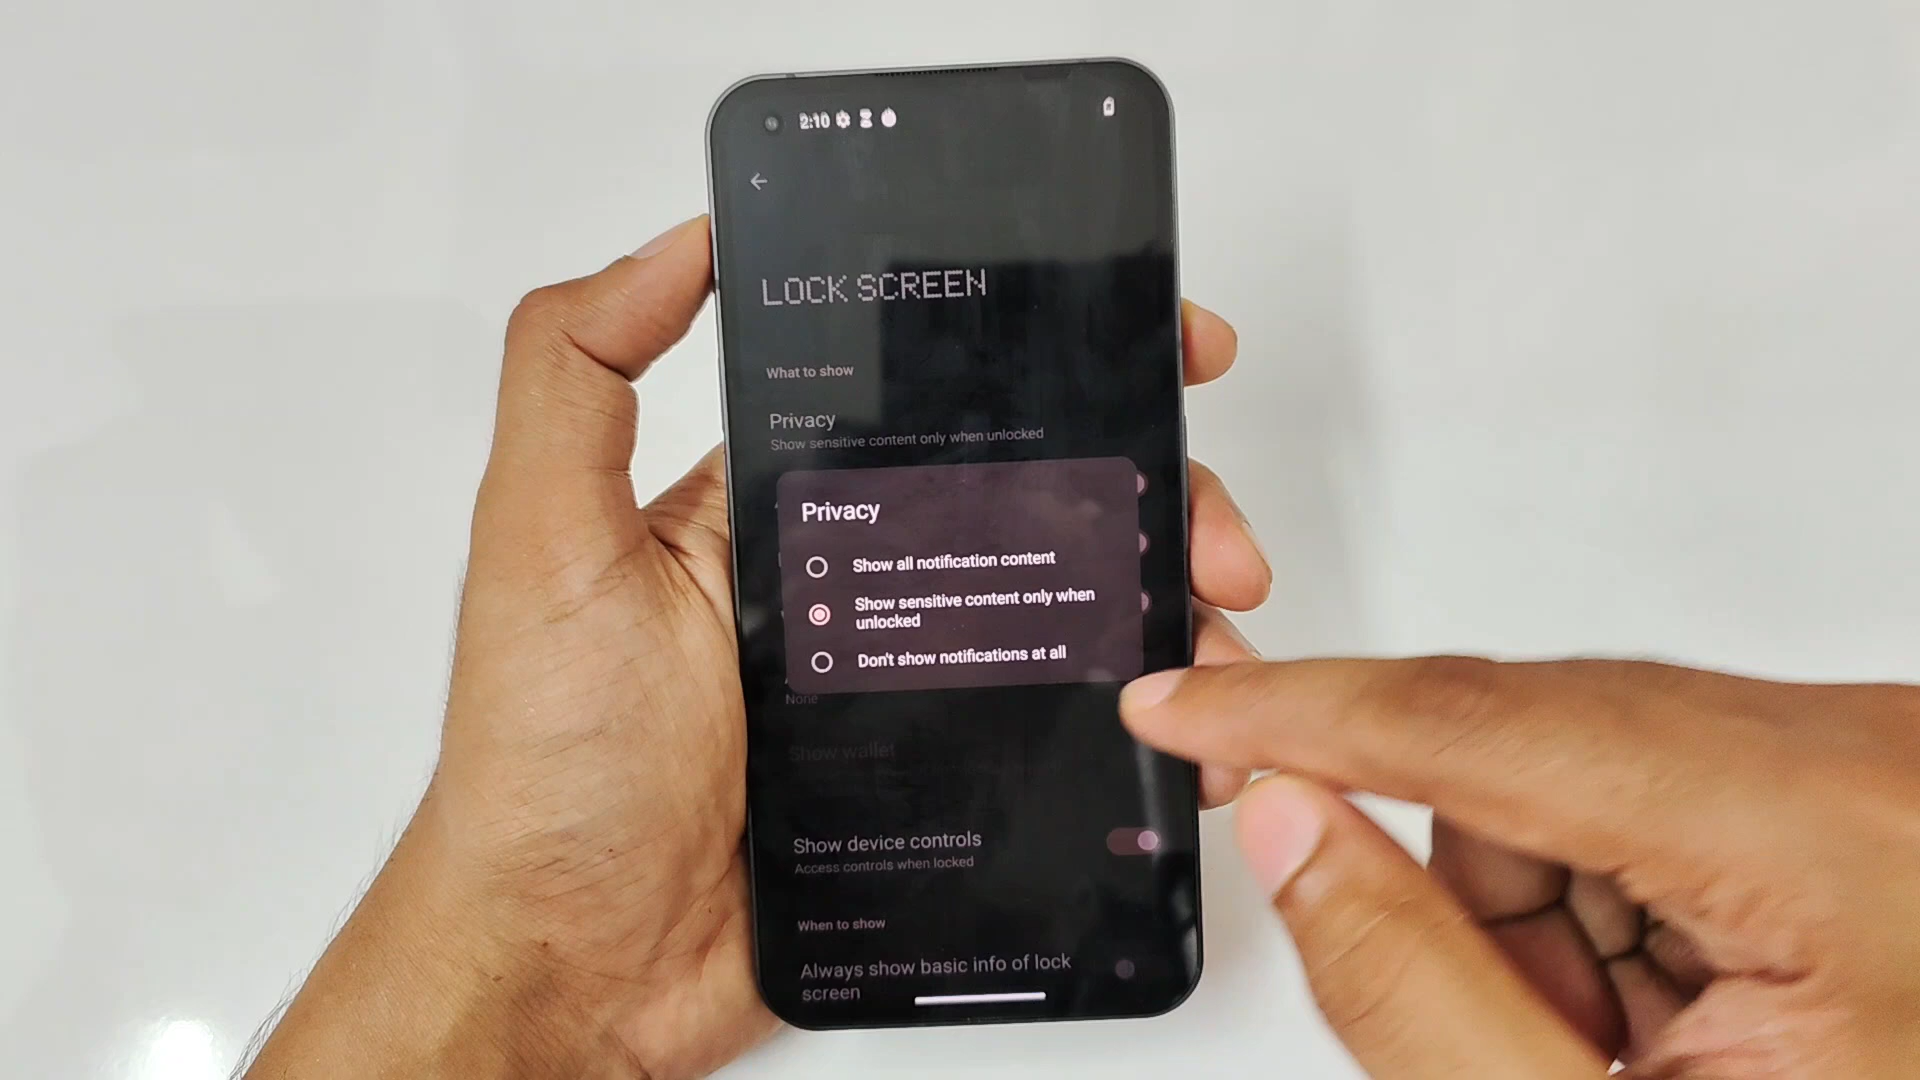 2:10
LOCK SCREEN
What to show
Privacy
Show sensitive content only when unlocked
Privacy
Show all notification content
Show sensitive content only when
unlocked
Don't show notifications at all
None
Show wallet
Show device controls
Access controls when locked
When to show
Always show basic info of lock
screen